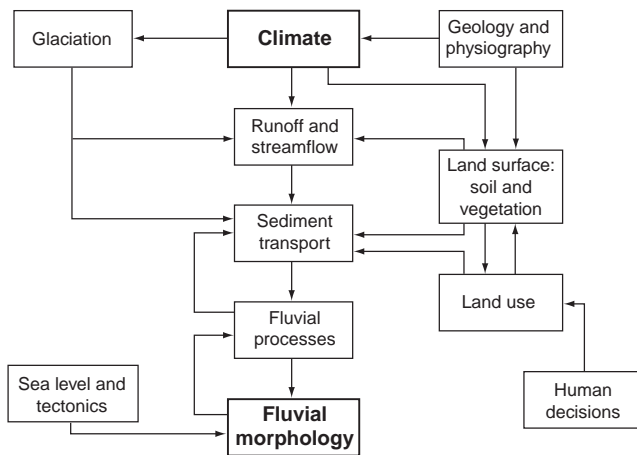 Glaciation
Climate
Geology and
physiography
Runoff and
streamflow
Land surface:
soil and
vegetation
Sediment
transport
Land use
Fluvial
processes
Sea level and
tectonics
Human
decisions
Fluvial
morphology